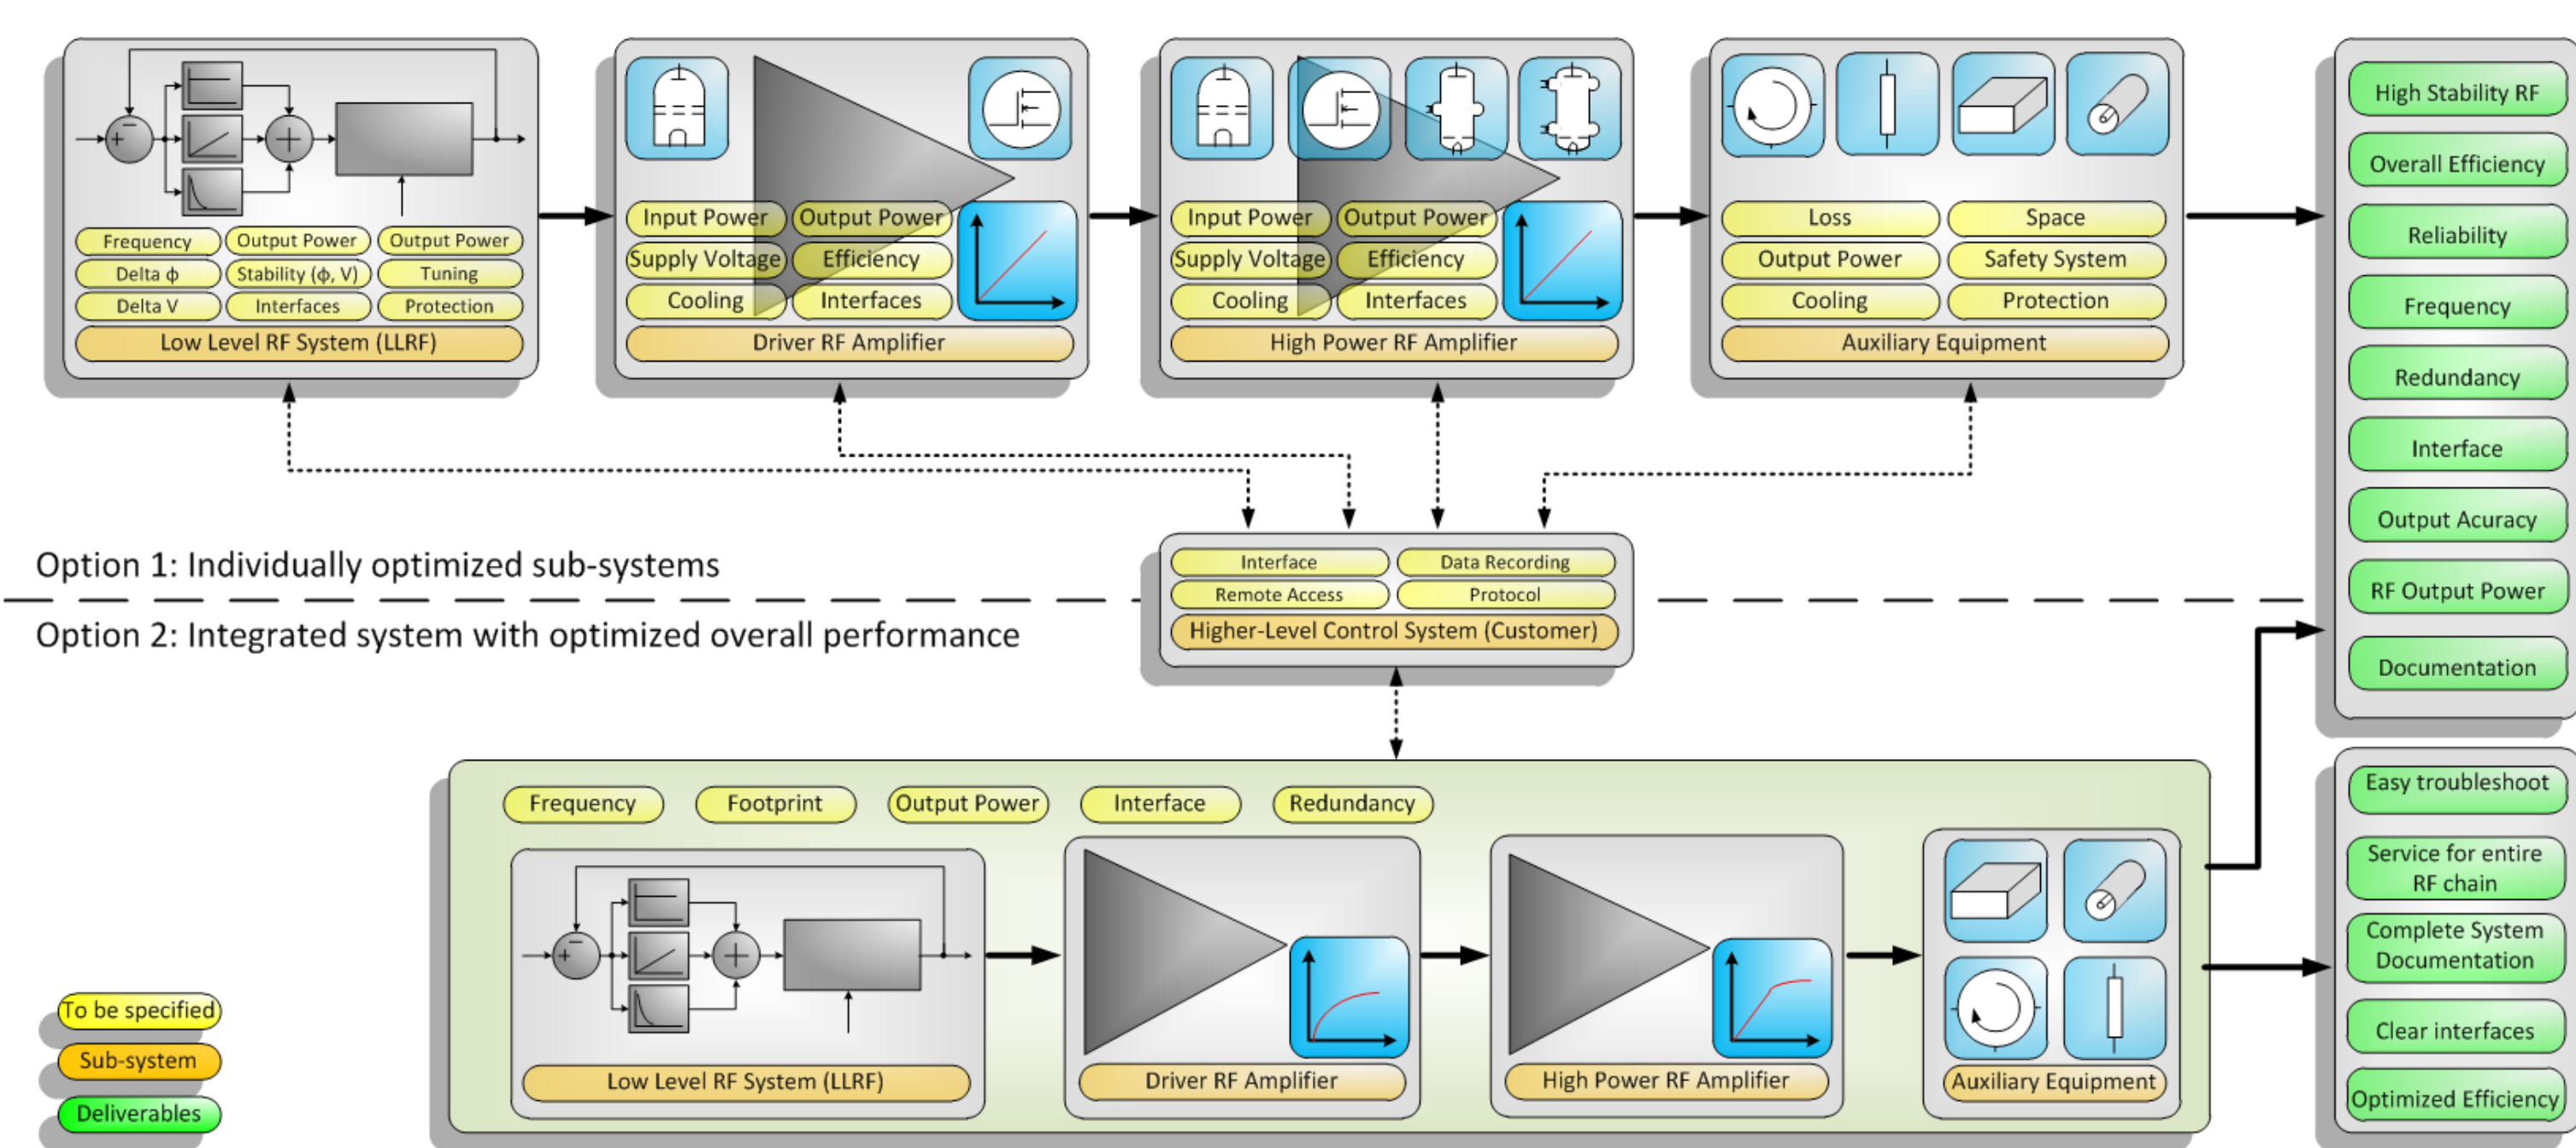 Frequency
Output Power
Output Power
Delta ϕ
Stability (ϕ, V)
Tuning
Delta V
Interfaces
Protection
Low Level RF System (LLRF)
Input Power
Output Power
Supply Voltage
Efficiency
Cooling
Interfaces
Driver RF Amplifier
Input Power
Output Power
Supply Voltage
Efficiency
Cooling
Interfaces
High Power RF Amplifier
Loss
Space
Output Power
Safety System
Cooling
Protection
Auxiliary Equipment
High Stability RF
Overall Efficiency
Reliability
Frequency
Redundancy
Interface
Output Acuracy
RF Output Power
Documentation
Option 1: Individually optimized sub-systems
Option 2: Integrated system with optimized overall performance
Interface
Data Recording
Remote Access
Protocol
Higher-Level Control System (Customer)
Frequency
Footprint
Output Power
Interface
Redundancy
Low Level RF System (LLRF)
Driver RF Amplifier
High Power RF Amplifier
Auxiliary Equipment
Easy troubleshoot
Service for entire
RF chain
Complete System
Documentation
Clear interfaces
Optimized Efficiency
To be specified
Sub-system
Deliverables